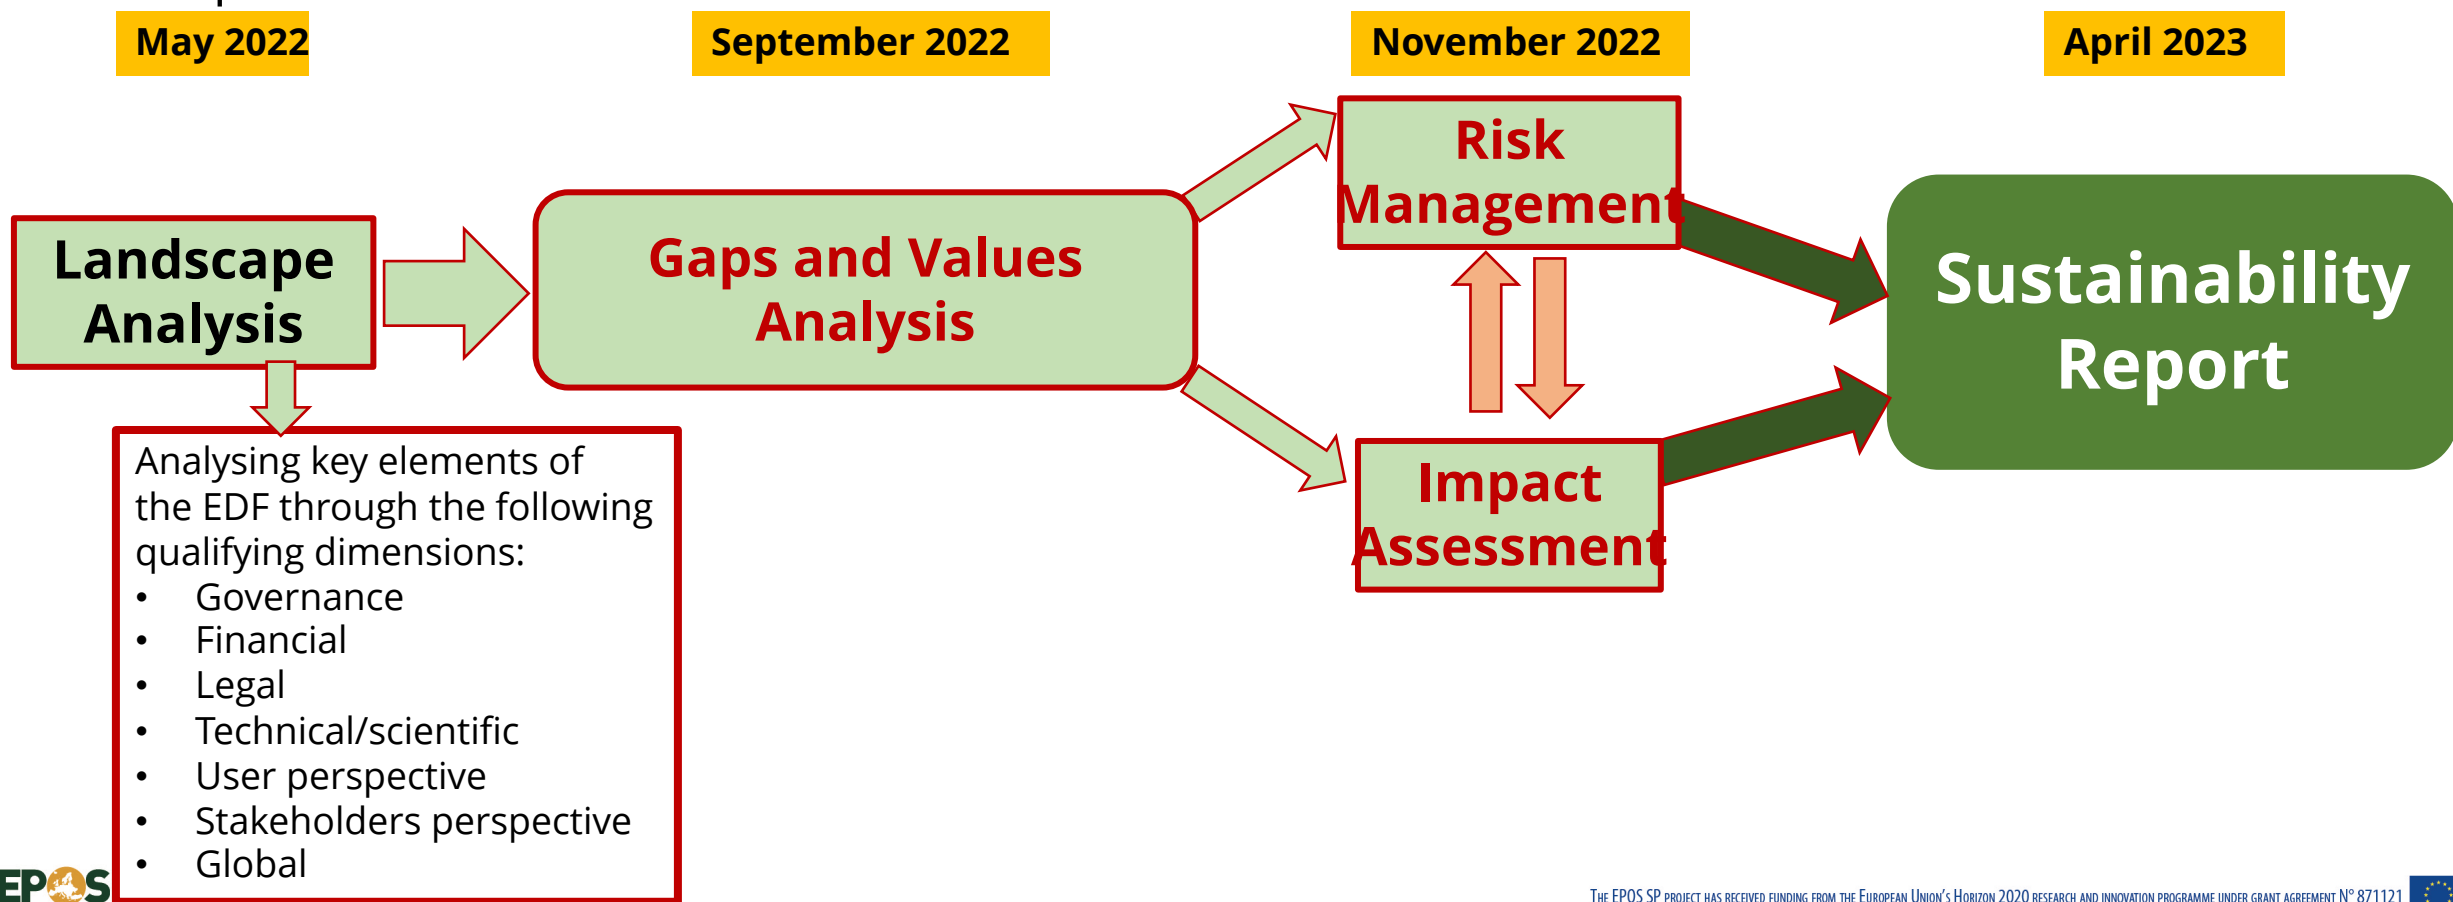 May 2022
September 2022
November 2022
April 2023
Landscape
Analysis
Gaps and Values
Analysis
Risk
Management
Impact
Assessment
Sustainability
Report
Analysing key elements of
the EDF through the following
qualifying dimensions:
• Governance
• Financial
• Legal
• Technical/scientific
• User perspective
• Stakeholders perspective
• Global
EPOS
THE EPOS SP PROJECT HAS RECEIVED FUNDING FROM THE EUROPEAN UNION'S HORIZON 2020 RESEARCH AND INNOVATION PROGRAMME UNDER GRANT AGREEMENT N° 871121